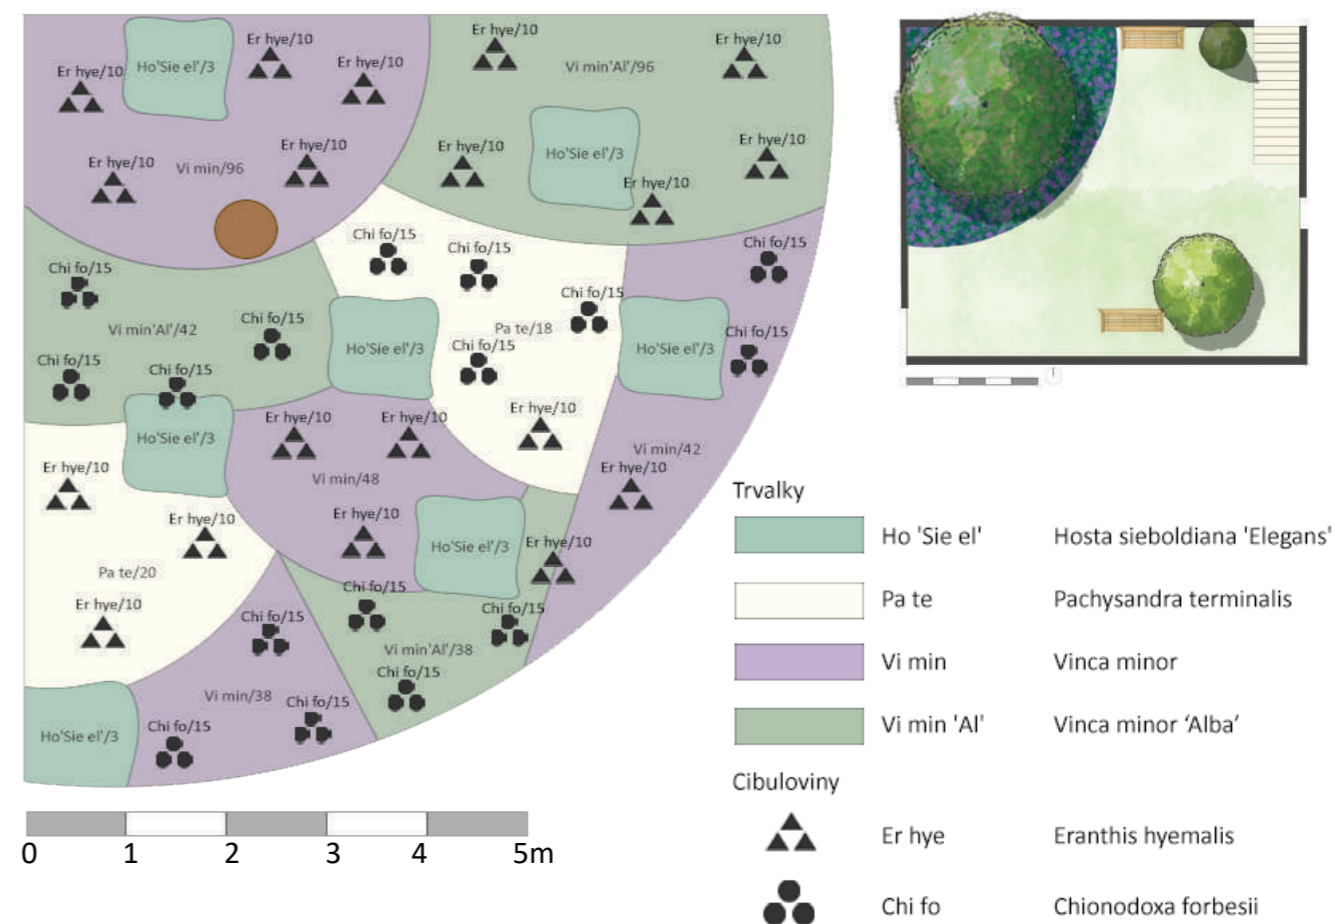 Er hye/10
Ho'Sie el'/3
Er hye/10
Er hye/10
Er hye/10
Er hye/10
Vi min/96
Er hye/10
Vi min'Al'/96
Er hye/10
Er hye/10
Ho'Sie el'/3
Er hye/10
Er hye/10
Chi fo/15
Chi fo/15
Chi fo/15
Chi fo/15
Vi min'Al'/42
Chi fo/15
Chi fo/15
Chi fo/15
Ho'Sie el'/3
Chi fo/15
Pa te/18
Chi fo/15
Ho'Sie el'/3
Chi fo/15
Ho'Sie el'/3
Er hye/10
Er hye/10
Er hye/10
Vi min/48
Er hye/10
Vi min/42
Er hye/10
Er hye/10
Er hye/10
Ho'Sie el'/3
Er hye/10
Pa te/20
Er hye/10
Chi fo/15
Chi fo/15
Chi fo/15
Vi min'Al'/38
Chi fo/15
Vi min/38
Chi fo/15
Chi fo/15
Ho'Sie el'/3
0 1 2 3 4 5m
Trvalky
Ho 'Sie el' Hosta sieboldiana 'Elegans'
Pa te Pachysandra terminalis
Vi min Vinca minor
Vi min 'Al' Vinca minor ‘Alba’
Cibuloviny
Er hye Eranthis hyemalis
Chi fo Chionodoxa forbesii